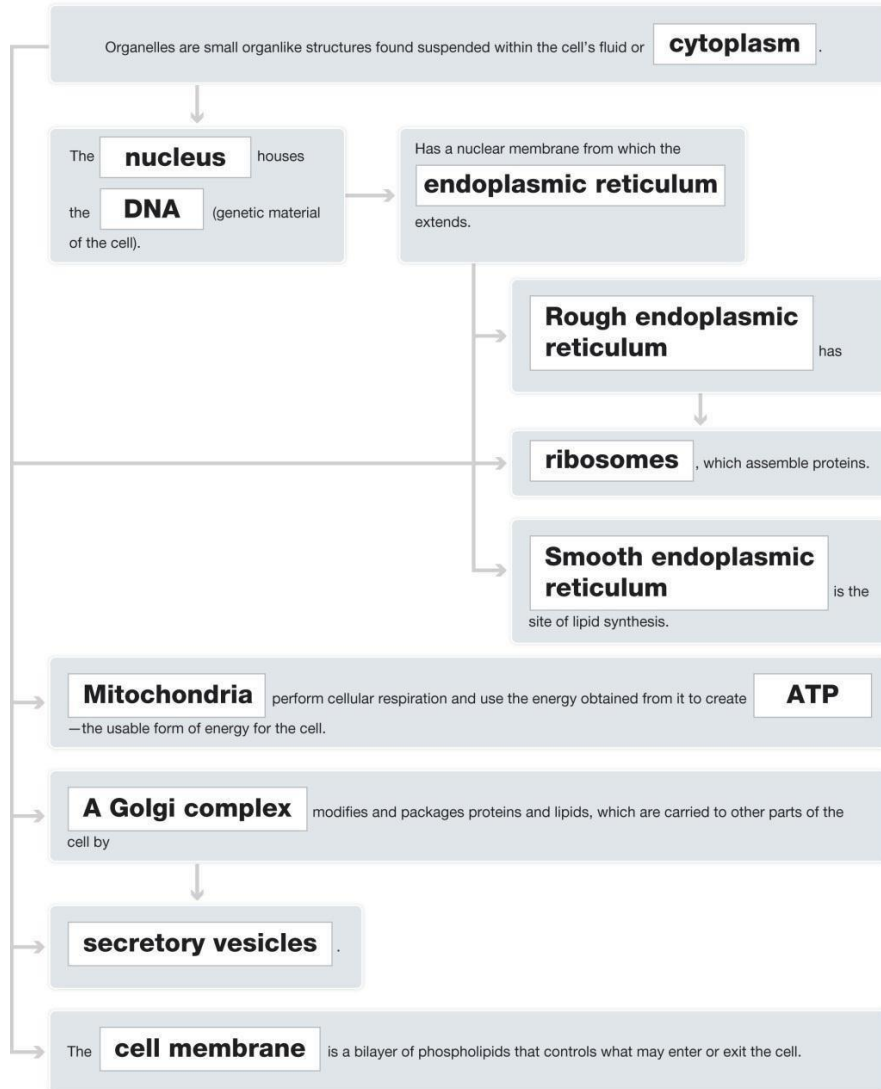 Organelles are small organlike structures found suspended within the cell’s fluid or cytoplasm .
The nucleus houses
the DNA (genetic material
of the cell).
Has a nuclear membrane from which the
endoplasmic reticulum
extends.
Rough endoplasmic
reticulum has
ribosomes , which assemble proteins.
Smooth endoplasmic
reticulum is the
site of lipid synthesis.
Mitochondria perform cellular respiration and use the energy obtained from it to create ATP
—the usable form of energy for the cell.
A Golgi complex modifies and packages proteins and lipids, which are carried to other parts of the
cell by
secretory vesicles .
The cell membrane is a bilayer of phospholipids that controls what may enter or exit the cell.